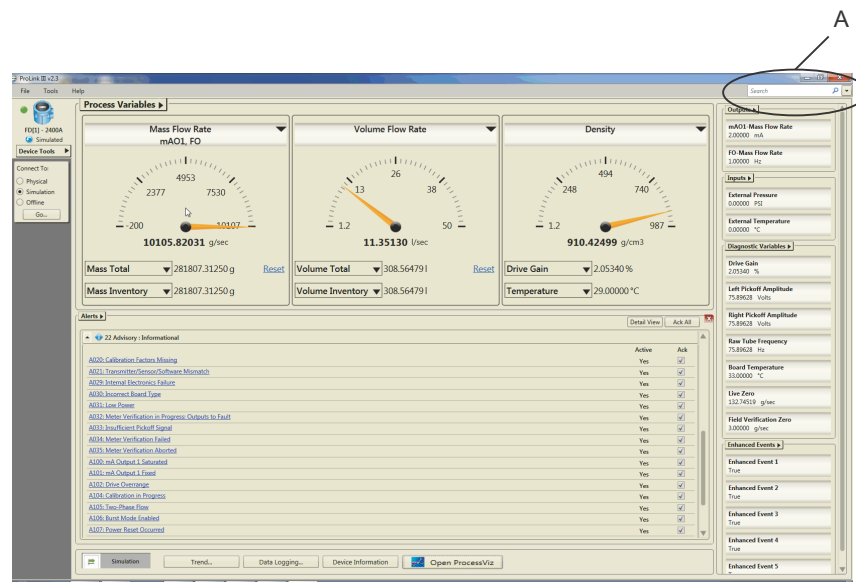 A
ProLink III v2.3
File Tools Help
Search
FD[1] - 2400A
Simulated
Device Tools
Connect To:
Physical
Simulation
Offline
Go...
Process Variables
Mass Flow Rate
mAO1, FO
-200
2377
4953
7530
10107
10105.82031 g/sec
Mass Total 281807.31250 g Reset
Mass Inventory 281807.31250 g
Volume Flow Rate
1.2
13
26
38
50
11.35130 l/sec
Volume Total 308.56479 l Reset
Volume Inventory 308.56479 l
Density
1.2
248
494
740
987
910.42499 g/cm3
Drive Gain 2.05340 %
Temperature 29.00000 °C
Alerts
Detail View Ack All
22 Advisory : Informational
Active Ack
A020: Calibration Factors Missing Yes
A021: Transmitter/Sensor/Software Mismatch Yes
A029: Internal Electronics Failure Yes
A030: Incorrect Board Type Yes
A031: Low Power Yes
A032: Meter Verification in Progress: Outputs to Fault Yes
A033: Insufficient Pickoff Signal Yes
A034: Meter Verification Failed Yes
A035: Meter Verification Aborted Yes
A100: mA Output 1 Saturated Yes
A101: mA Output 1 Fixed Yes
A102: Drive Overrange Yes
A104: Calibration in Progress Yes
A105: Two-Phase Flow Yes
A106: Burst Mode Enabled Yes
A107: Power Reset Occurred Yes
Simulation Trend... Data Logging... Device Information Open ProcessViz
Outputs
mAO1-Mass Flow Rate
2.00000 mA
FO-Mass Flow Rate
1.00000 Hz
Inputs
External Pressure
0.00000 PSI
External Temperature
0.00000 °C
Diagnostic Variables
Drive Gain
2.05340 %
Left Pickoff Amplitude
75.89628 Volts
Right Pickoff Amplitude
75.89628 Volts
Raw Tube Frequency
75.89628 Hz
Board Temperature
33.00000 °C
Live Zero
132.74519 g/sec
Field Verification Zero
3.00000 g/sec
Enhanced Events
Enhanced Event 1
True
Enhanced Event 2
True
Enhanced Event 3
True
Enhanced Event 4
True
Enhanced Event 5